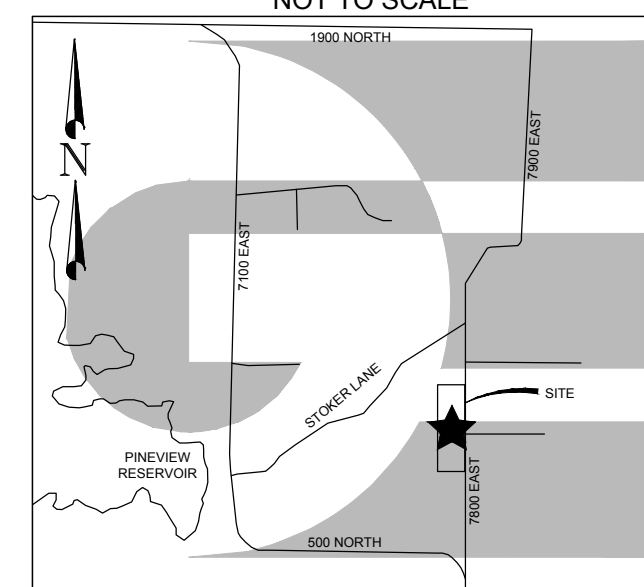 NOT TO SCALE
1900 NORTH
7900 EAST
N
7100 EAST
STOKER LANE
SITE
PINEVIEW
RESERVOIR
7800 EAST
500 NORTH